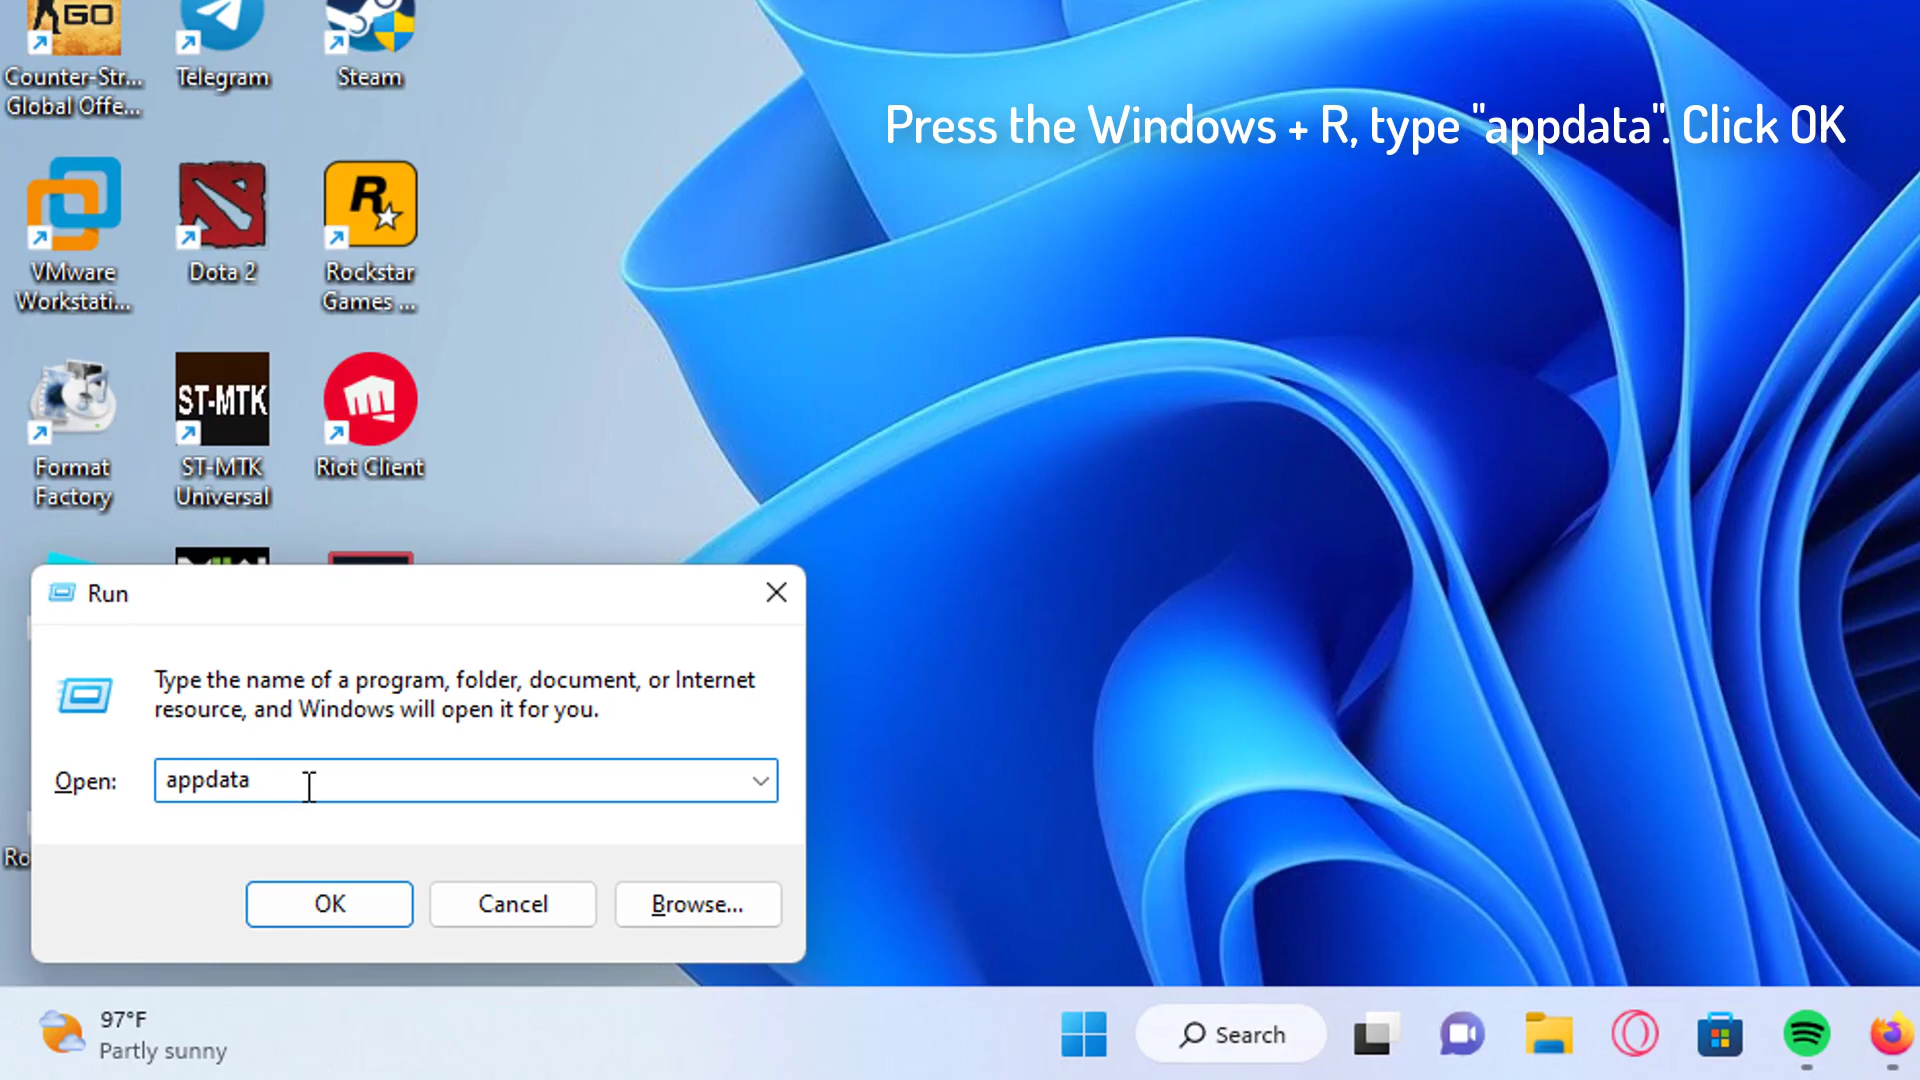 GO
Counter-Str...
Global Offe...
Telegram
Steam
Press the Windows + R, type "appdata". Click OK
VMware
Workstati...
Dota 2
R
Rockstar
Games ...
Format
Factory
ST-MTK
ST-MTK
Universal
Riot Client
Ro
Run
Type the name of a program, folder, document, or Internet
resource, and Windows will open it for you.
Open:
appdata
OK
Cancel
Browse...
97°F
Partly sunny
Search